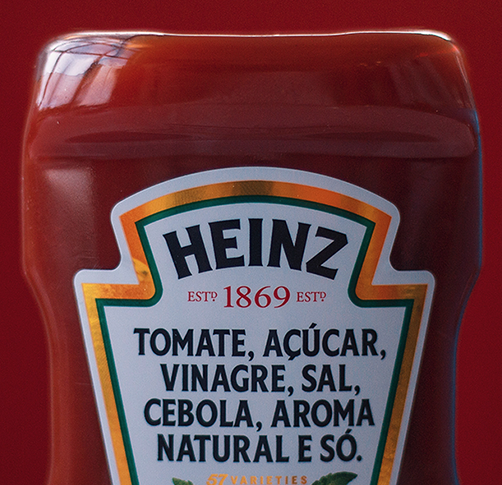 HEINZ
ESTD 1869 ESTD
TOMATE, AÇÚCAR,
VINAGRE, SAL,
CEBOLA, AROMA
NATURAL E SÓ.
57 VARIETIES